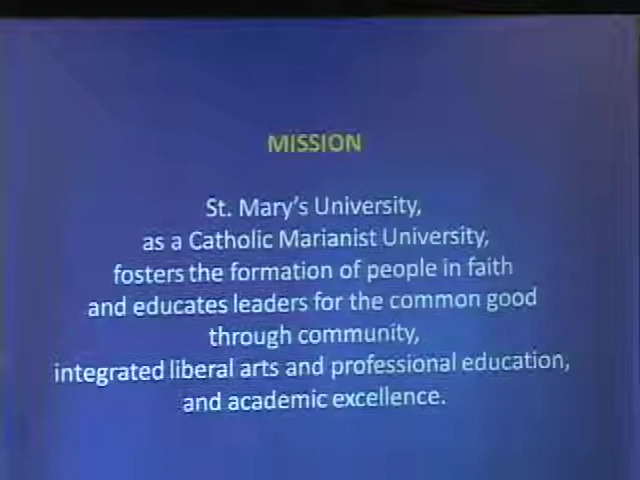 MISSION
St. Mary's University,
as a Catholic Marianist University,
fosters the formation of people in faith
and educates leaders for the common good
through community,
integrated liberal arts and professional education,
and academic excellence.